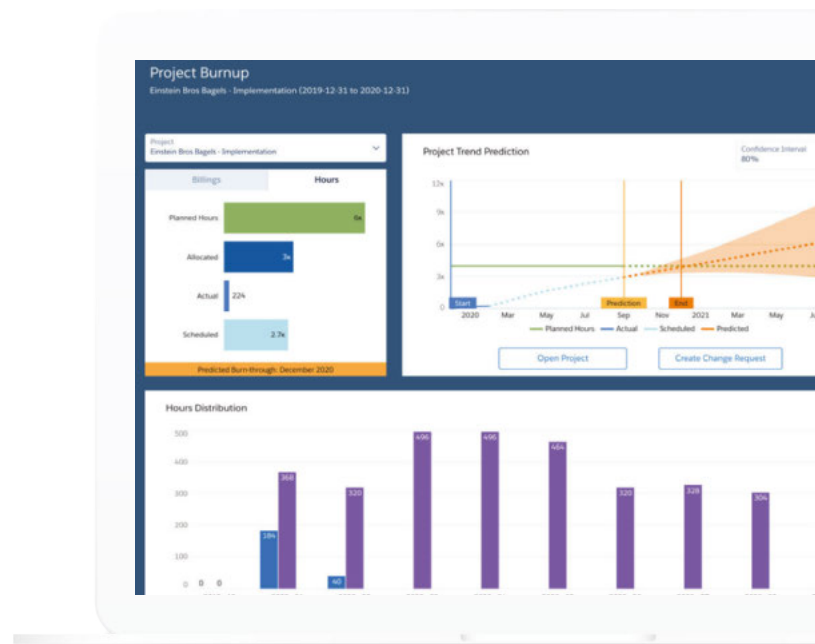 Project Burnup
Einstein Bros Bagels - Implementation (2019-12-31 to 2020-12-31)
Project
Einstein Bros Bagels - Implementation
Billings Hours
Planned Hours 6k
Allocated 3k
Actual 224
Scheduled 2.7k
Predicted Burn-through: December 2020
Project Trend Prediction
Confidence Interval
80%
12k
9k
6k
3k
0
Start Prediction End
2020 Mar May Jul Sep Nov 2021 Mar May
Planned Hours Actual Scheduled Predicted
Open Project Create Change Request
Hours Distribution
500
400
300
200
100
0
0 0 184 368 40 320 496 496 464 320 328 304